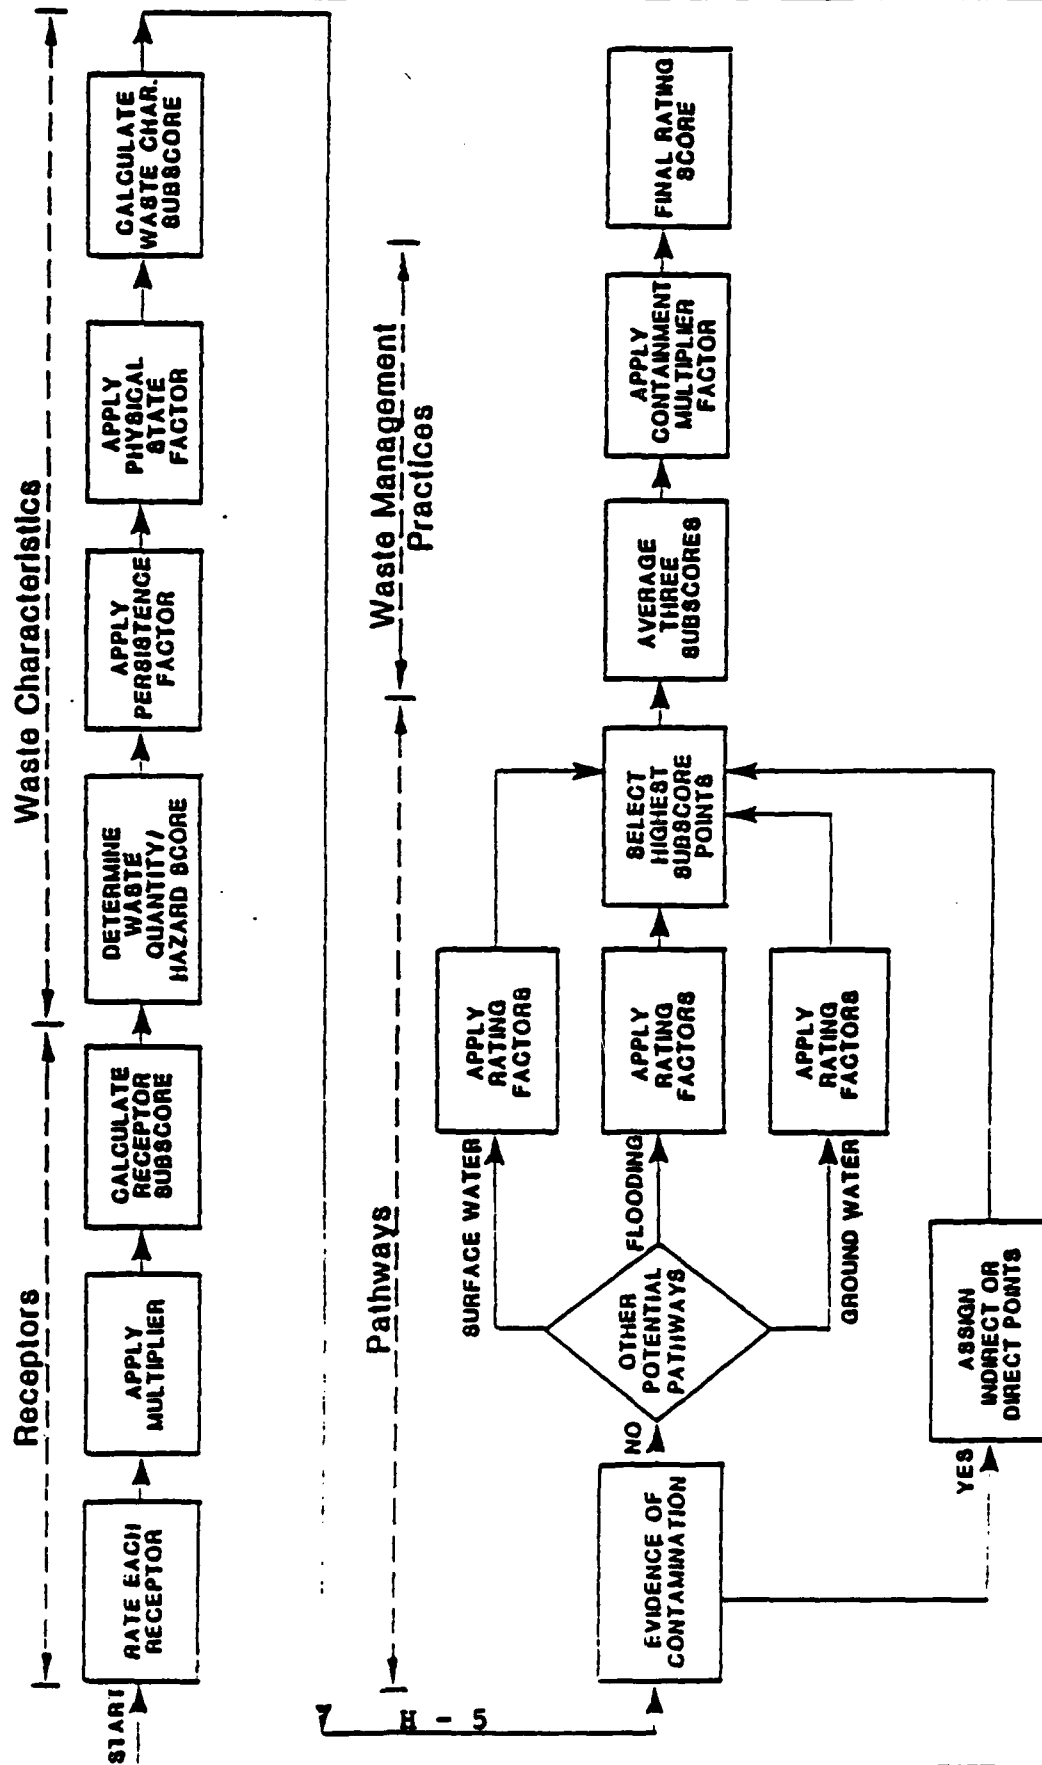 Receptors
Waste Characteristics
START
RATE EACH
RECEPTOR
APPLY
MULTIPLIER
CALCULATE
RECEPTOR
SUBSCORE
DETERMINE
WASTE
QUANTITY/
HAZARD SCORE
APPLY
PERSISTENCE
FACTOR
APPLY
PHYSICAL
STATE
FACTOR
CALCULATE
WASTE CHAR.
SUBSCORE
Pathways
Waste Management
Practices
H - 5
EVIDENCE OF
CONTAMINATION
NO
YES
OTHER
POTENTIAL
PATHWAYS
SURFACE WATER
FLOODING
GROUND WATER
APPLY
RATING
FACTORS
APPLY
RATING
FACTORS
APPLY
RATING
FACTORS
ASSIGN
INDIRECT OR
DIRECT POINTS
SELECT
HIGHEST
SUBSCORE
POINTS
AVERAGE
THREE
SUBSCORES
APPLY
CONTAINMENT
MULTIPLIER
FACTOR
FINAL RATING
SCORE